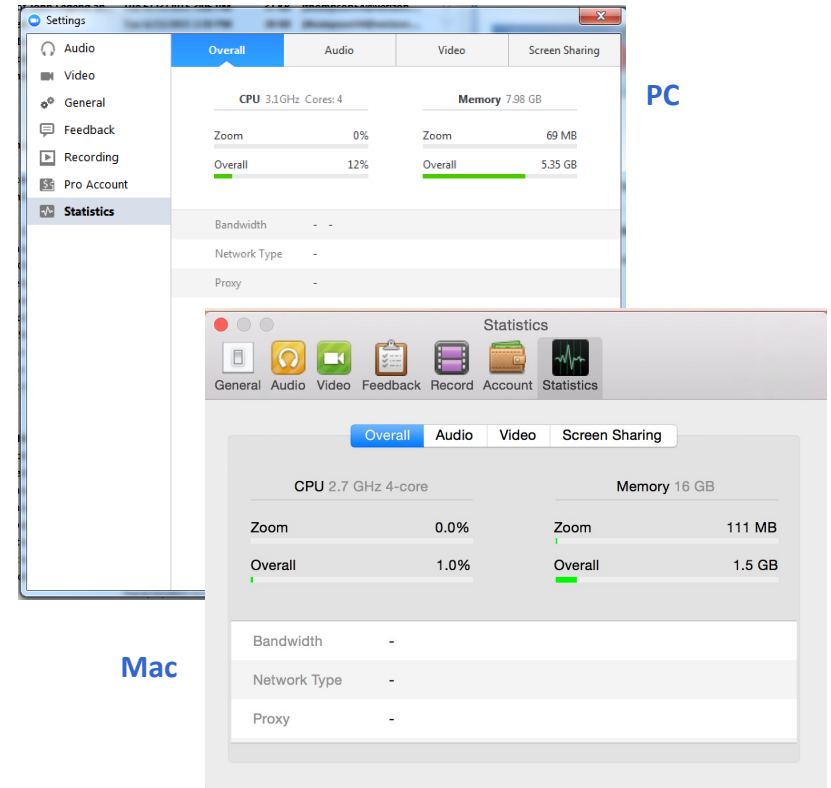 Settings
Audio
Video
General
Feedback
Recording
Pro Account
Statistics
Overall Audio Video Screen Sharing
CPU 3.1GHz Cores: 4 Memory 7.98 GB
Zoom 0% Zoom 69 MB
Overall 12% Overall 5.35 GB
Bandwidth - -
Network Type -
Proxy -
PC
Statistics
General Audio Video Feedback Record Account Statistics
Overall Audio Video Screen Sharing
CPU 2.7 GHz 4-core Memory 16 GB
Zoom 0.0% Zoom 111 MB
Overall 1.0% Overall 1.5 GB
Bandwidth -
Network Type -
Proxy -
Mac